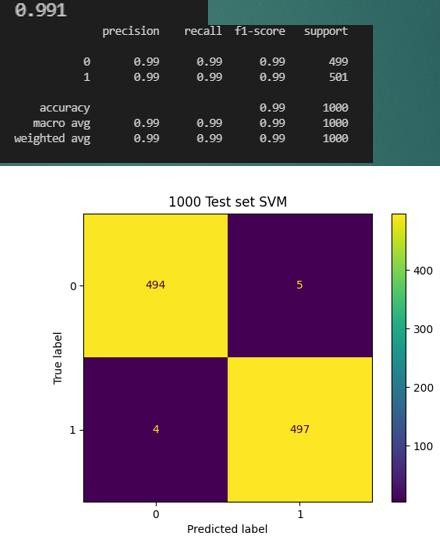 0.991
precision recall f1-score support
0 0.99 0.99 0.99 499
1 0.99 0.99 0.99 501
accuracy 0.99 1000
macro avg 0.99 0.99 0.99 1000
weighted avg 0.99 0.99 0.99 1000
1000 Test set SVM
True label
0 494 5
1 4 497
0 1
Predicted label
400
300
200
100